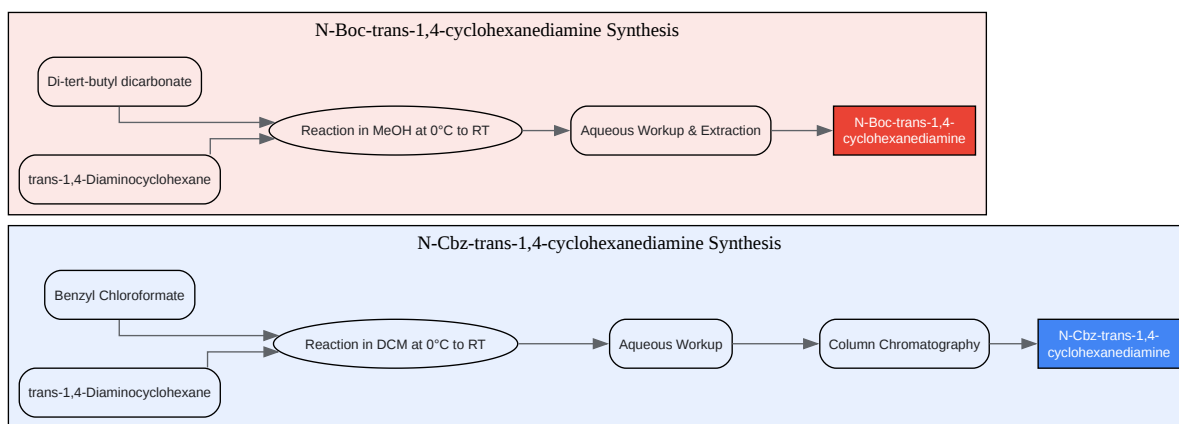 N-Boc-trans-1,4-cyclohexanediamine Synthesis
Di-tert-butyl dicarbonate
trans-1,4-Diaminocyclohexane
Reaction in MeOH at 0°C to RT
Aqueous Workup & Extraction
N-Boc-trans-1,4-
cyclohexanediamine
N-Cbz-trans-1,4-cyclohexanediamine Synthesis
Benzyl Chloroformate
trans-1,4-Diaminocyclohexane
Reaction in DCM at 0°C to RT
Aqueous Workup
Column Chromatography
N-Cbz-trans-1,4-
cyclohexanediamine